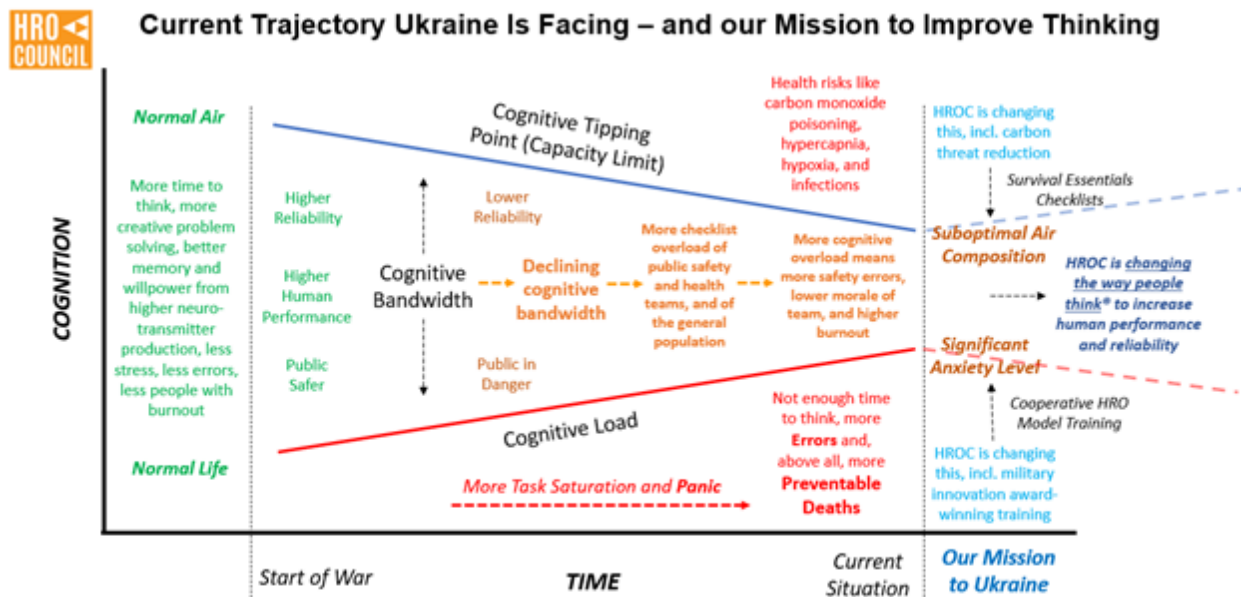 HRO
COUNCIL
Current Trajectory Ukraine Is Facing – and our Mission to Improve Thinking
COGNITION
Normal Air
More time to
think, more
creative problem
solving, better
memory and
willpower from
higher neuro-
transmitter
production, less
stress, less errors,
less people with
burnout
Normal Life
Higher
Reliability
Higher
Human
Performance
Public
Safer
Cognitive
Bandwidth
Cognitive Tipping
Point (Capacity Limit)
Lower
Reliability
Declining
cognitive
bandwidth
Public in
Danger
Cognitive Load
More Task Saturation and Panic
More checklist
overload of
public safety
and health
teams, and of
the general
population
Health risks like
carbon monoxide
poisoning,
hypercapnia,
hypoxia, and
infections
More cognitive
overload means
more safety errors,
lower morale of
team, and higher
burnout
Not enough time
to think, more
Errors and,
above all, more
Preventable
Deaths
HROC is changing
this, incl. carbon
threat reduction
Survival Essentials
Checklists
Suboptimal Air
Composition
HROC is changing
the way people
think® to increase
human performance
and reliability
Significant
Anxiety Level
Cooperative HRO
Model Training
HROC is changing
this, incl. military
innovation award-
winning training
Start of War
TIME
Current
Situation
Our Mission
to Ukraine